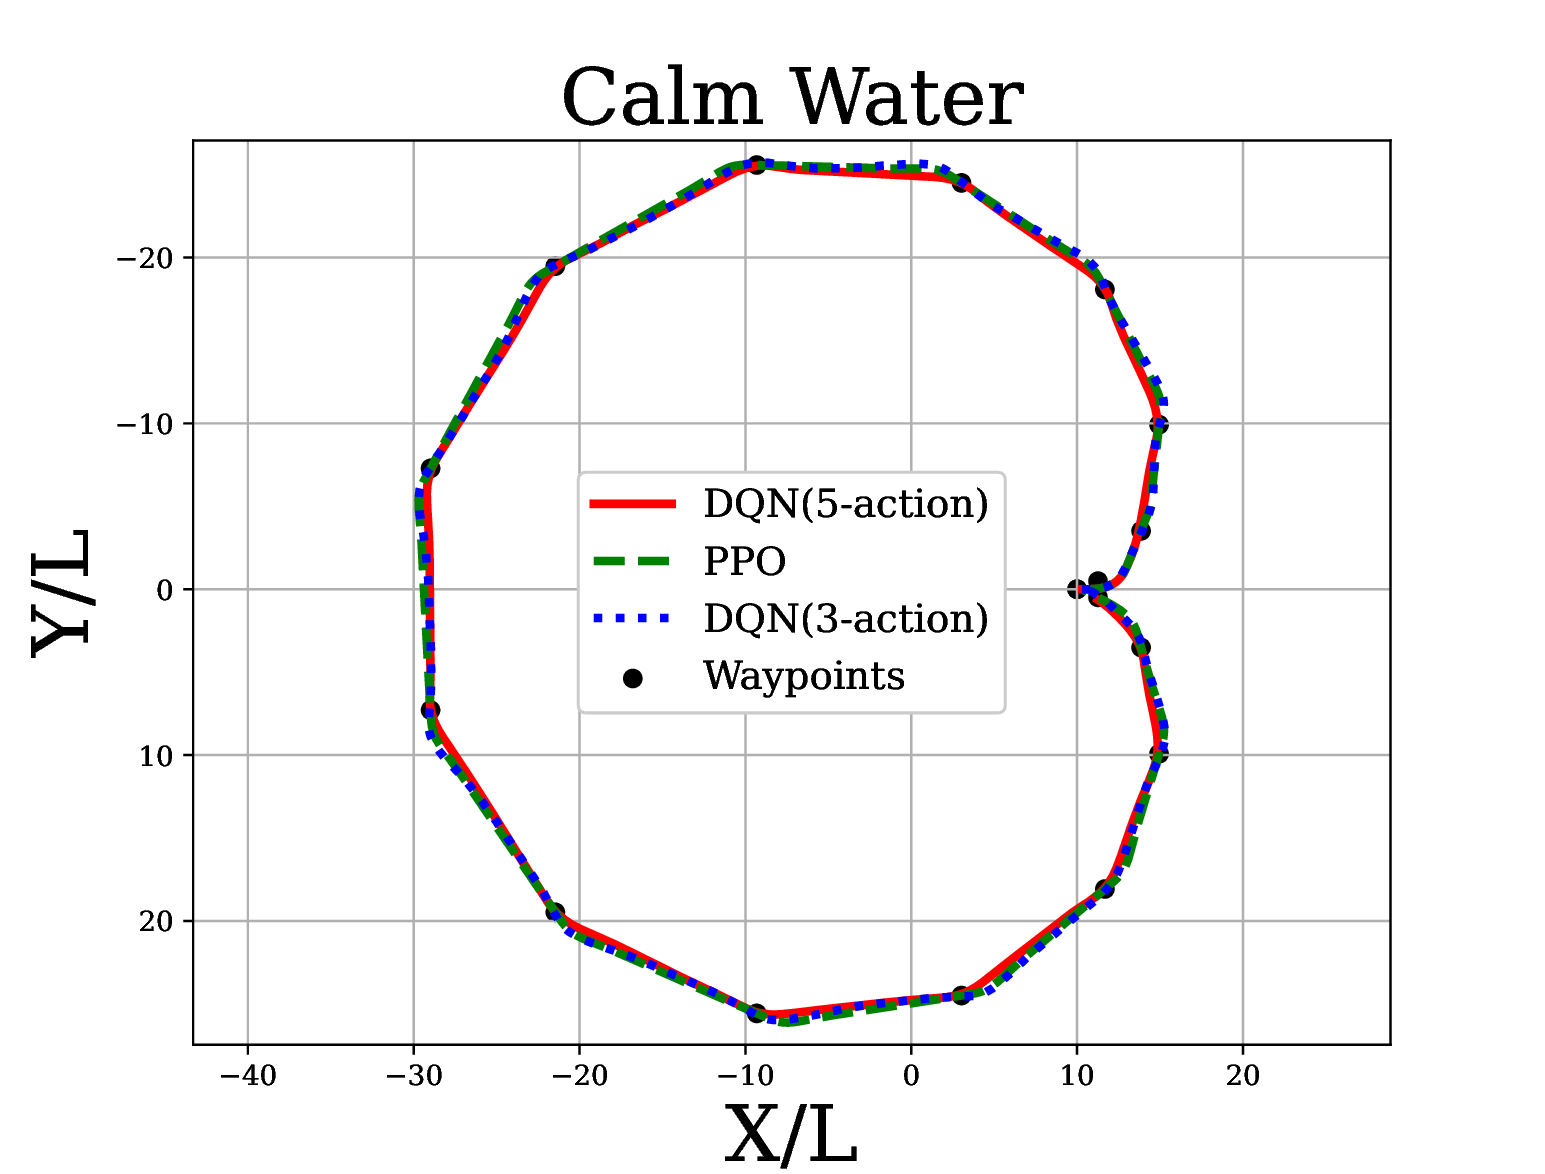 Calm Water
Y/L
−20
−10
0
10
20
DQN(5-action)
PPO
DQN(3-action)
Waypoints
−40 −30 −20 −10 0 10 20
X/L